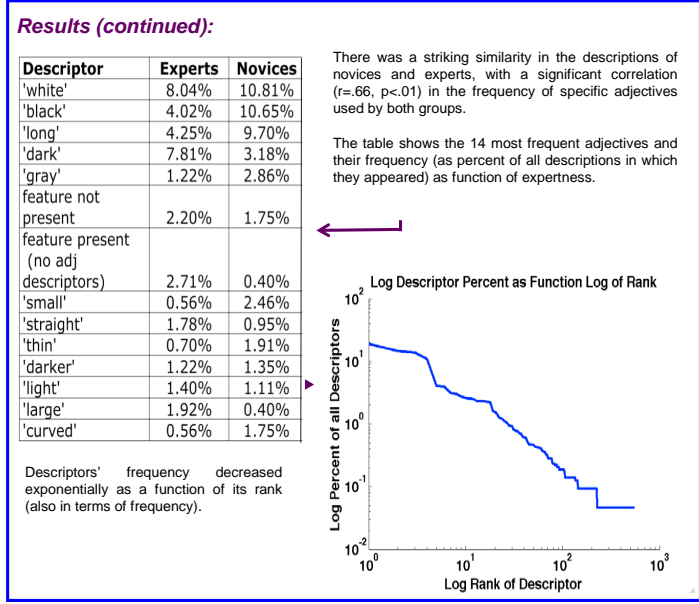 Results (continued):
Descriptor Experts Novices
'white' 8.04% 10.81%
'black' 4.02% 10.65%
'long' 4.25% 9.70%
'dark' 7.81% 3.18%
'gray' 1.22% 2.86%
feature not
present 2.20% 1.75%
feature present
(no adj
descriptors) 2.71% 0.40%
'small' 0.56% 2.46%
'straight' 1.78% 0.95%
'thin' 0.70% 1.91%
'darker' 1.22% 1.35%
'light' 1.40% 1.11%
'large' 1.92% 0.40%
'curved' 0.56% 1.75%
Descriptors' frequency decreased
exponentially as a function of its rank
(also in terms of frequency).
There was a striking similarity in the descriptions of
novices and experts, with a significant correlation
(r=.66, p<.01) in the frequency of specific adjectives
used by both groups.
The table shows the 14 most frequent adjectives and
their frequency (as percent of all descriptions in which
they appeared) as function of expertness.
Log Descriptor Percent as Function Log of Rank
Log Percent of all Descriptors
10^2
10^1
10^0
10^-1
10^-2
10^0 10^1 10^2 10^3
Log Rank of Descriptor